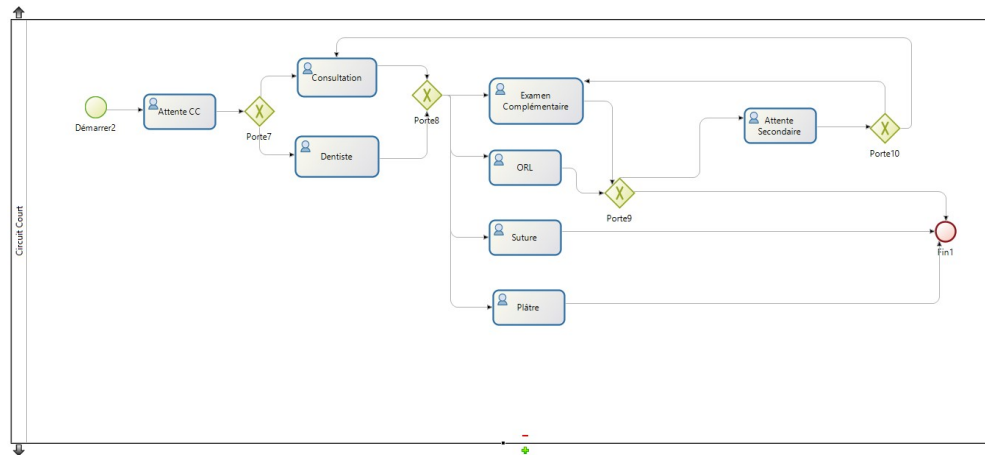 Circuit Court
Démarrer2
Attente CC
Porte7
Consultation
Dentiste
Porte8
Examen
Complémentaire
ORL
Suture
Plâtre
Porte9
Attente
Secondaire
Porte10
Fin1